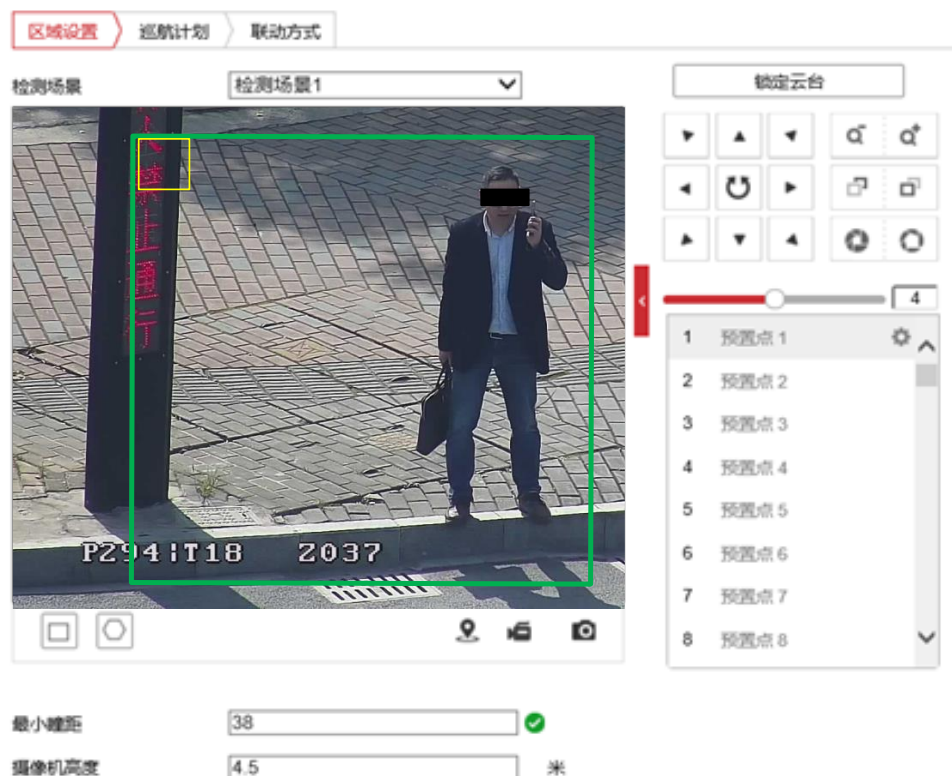 区域设置 巡航计划 联动方式
检测场景 检测场景1 锁定云台
禁止通行
P294 T18 Z037
4
1 预置点 1
2 预置点 2
3 预置点 3
4 预置点 4
5 预置点 5
6 预置点 6
7 预置点 7
8 预置点 8
最小瞳距 38
摄像机高度 4.5 米